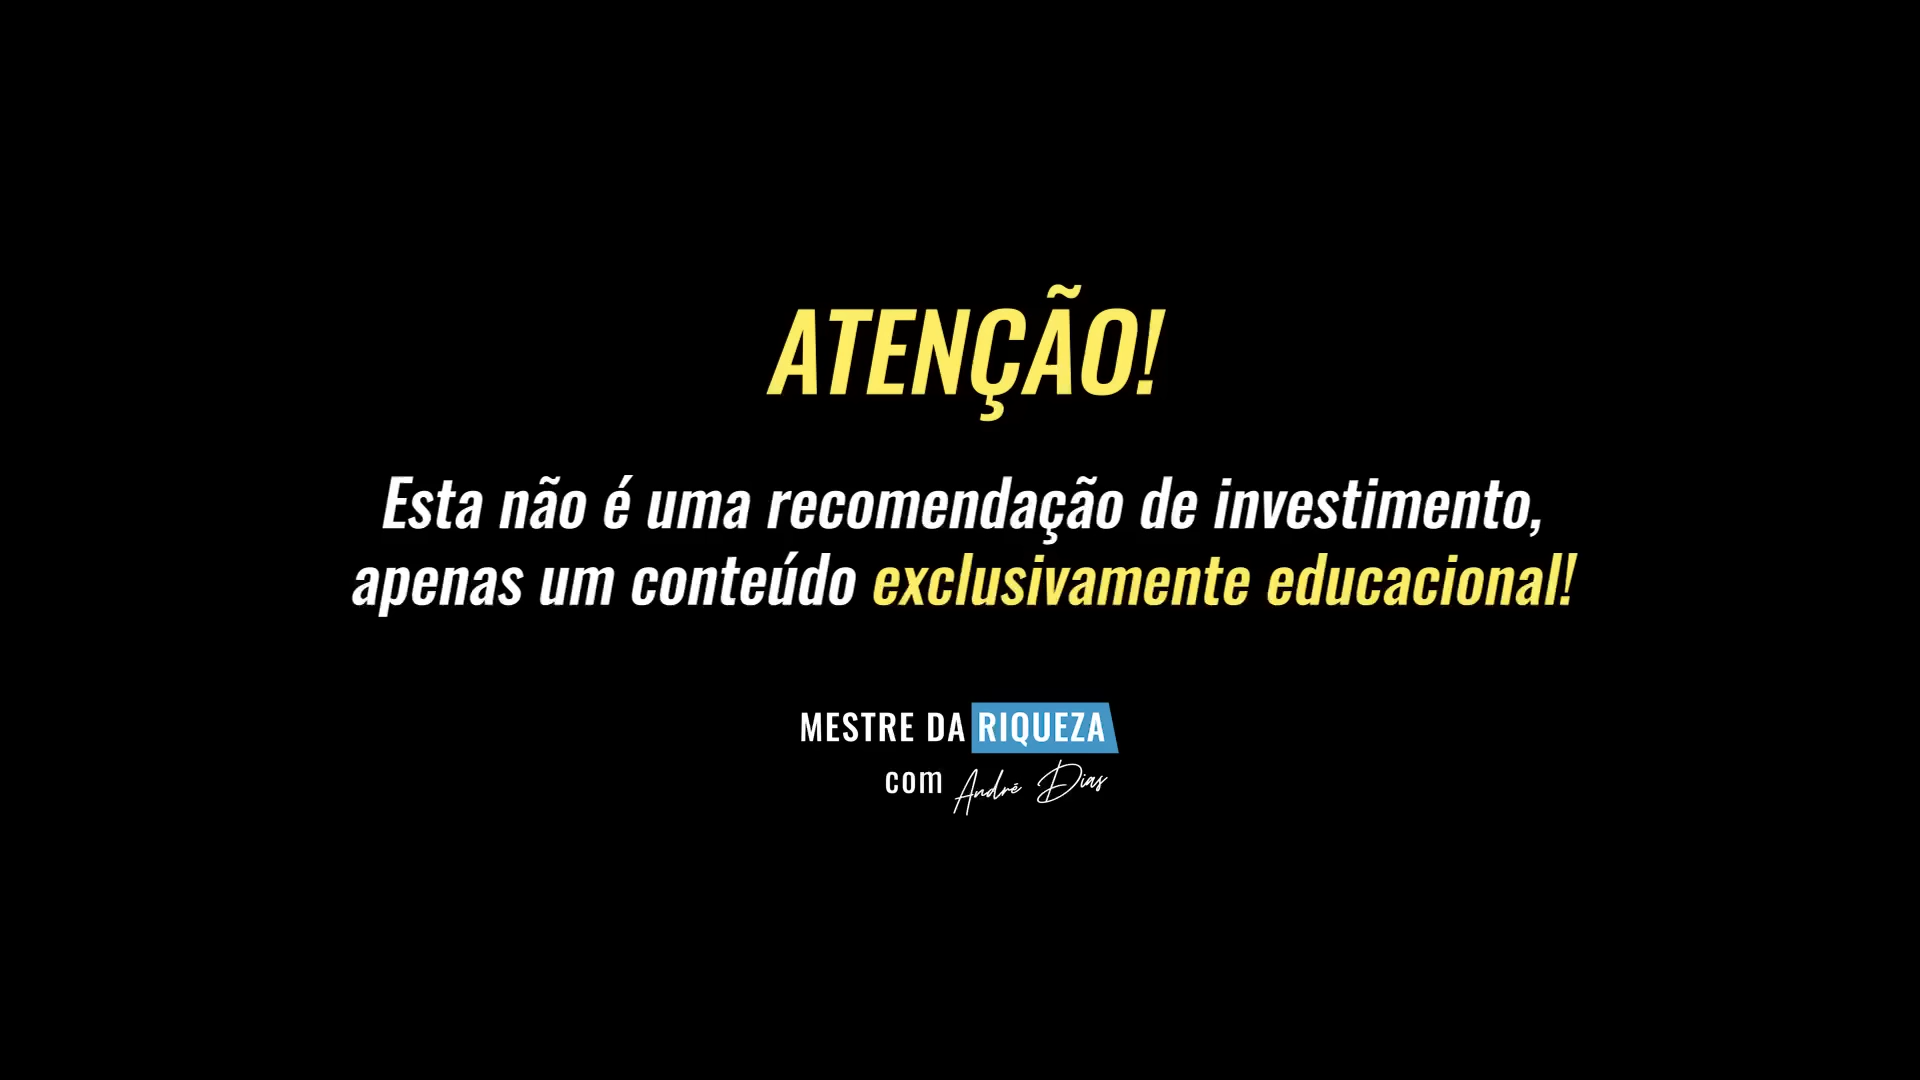 ATENÇÃO!
Esta não é uma recomendação de investimento,
apenas um conteúdo exclusivamente educacional!
MESTRE DA RIQUEZA
com André Dias